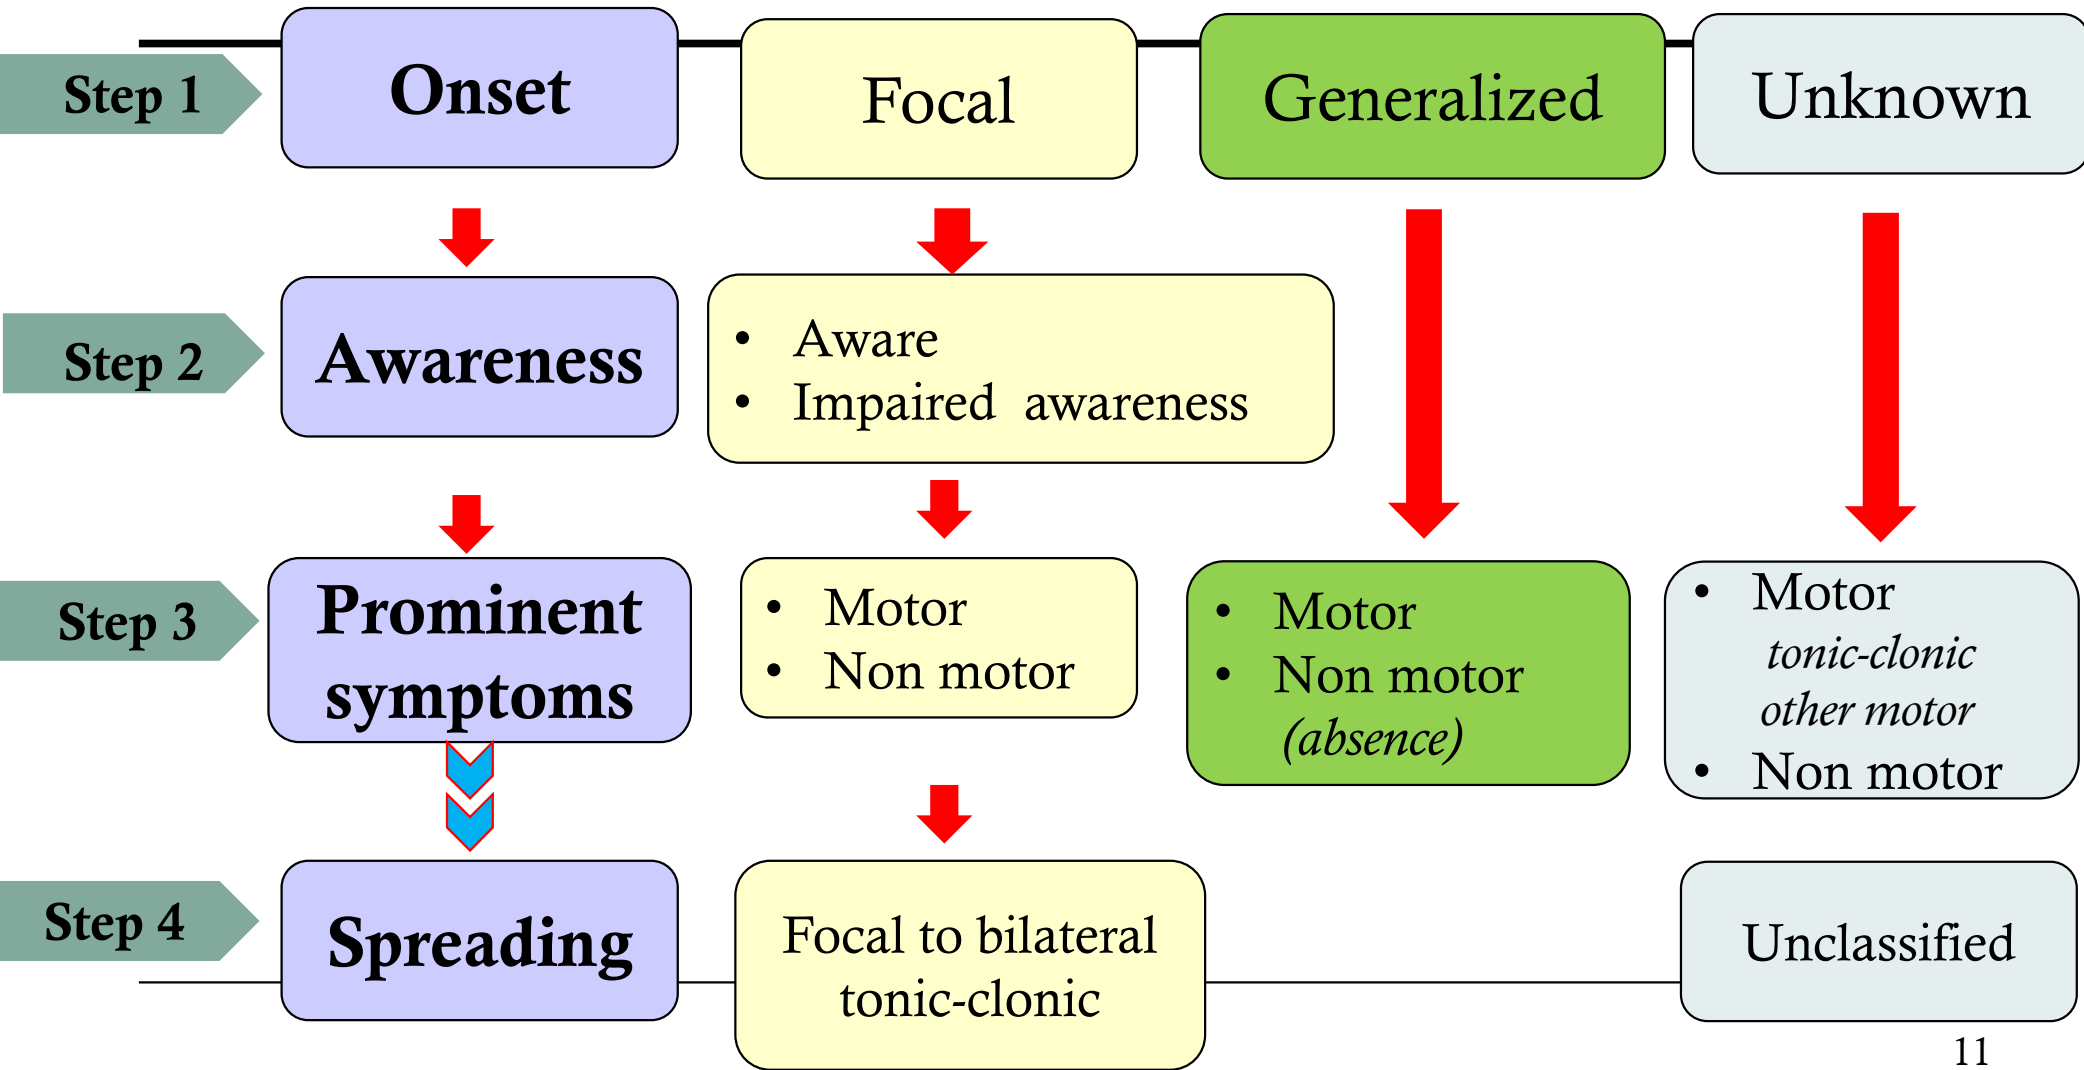 Step 1
Onset
Focal
Generalized
Unknown
Step 2
Awareness
• Aware
• Impaired awareness
Step 3
Prominent
symptoms
• Motor
• Non motor
• Motor
• Non motor
(absence)
• Motor
tonic-clonic
other motor
• Non motor
Step 4
Spreading
Focal to bilateral
tonic-clonic
Unclassified
11